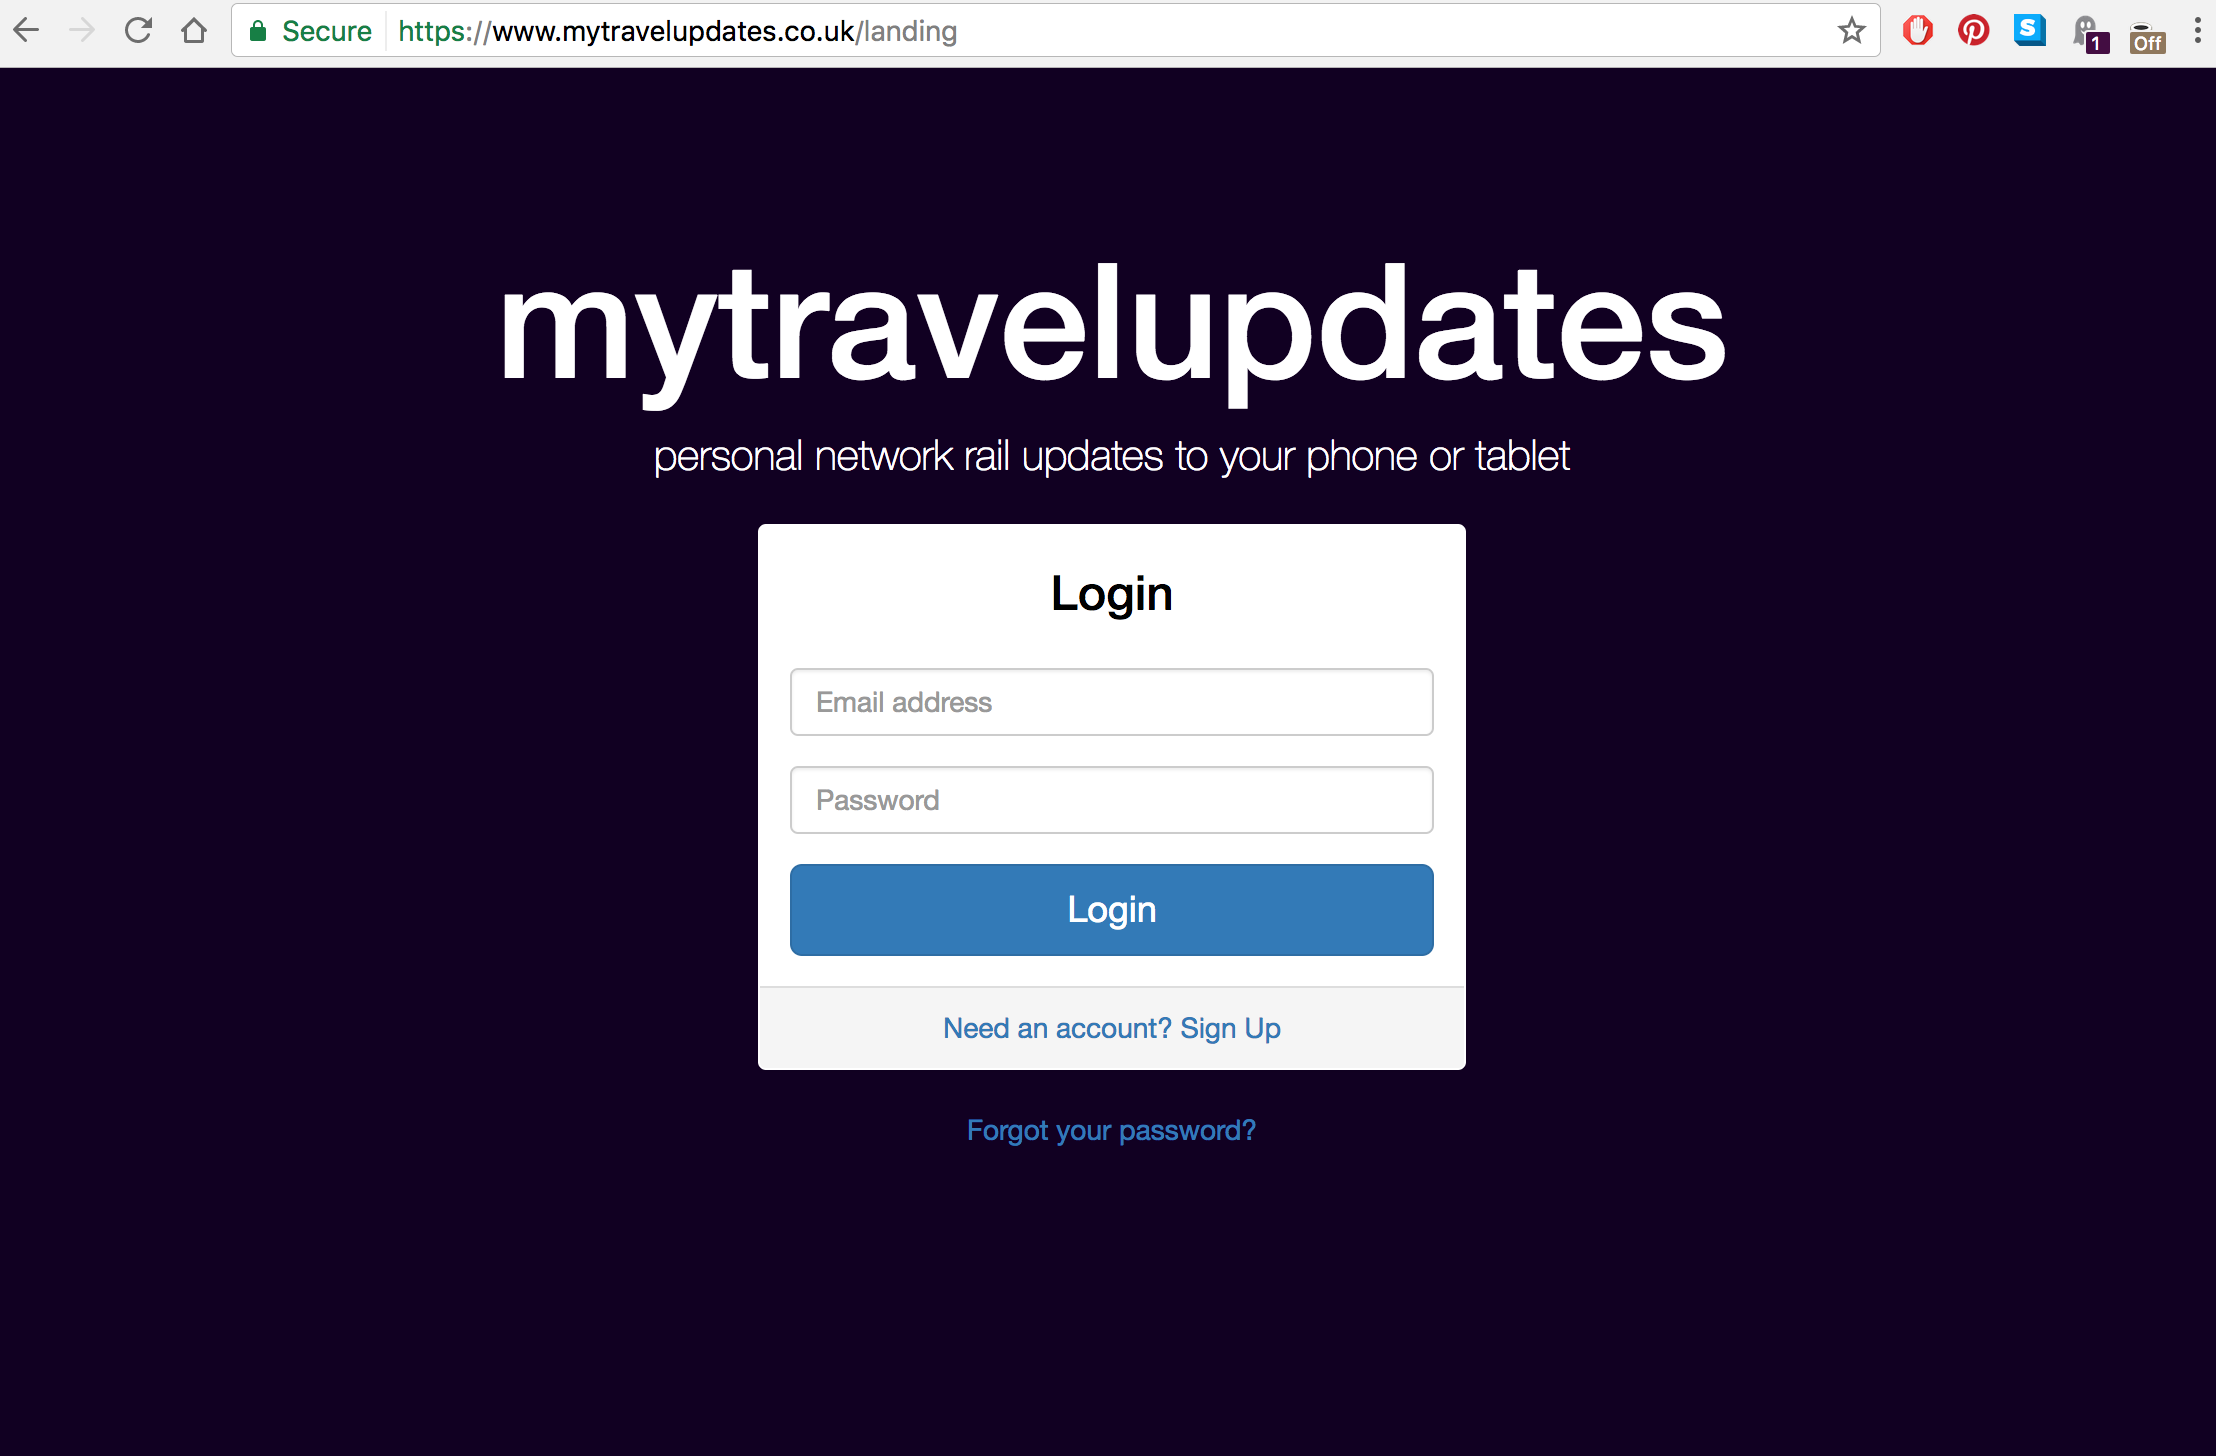 Secure https://www.mytravelupdates.co.uk/landing
S
1
Off
mytravelupdates
personal network rail updates to your phone or tablet
Login
Email address
Password
Login
Need an account? Sign Up
Forgot your password?